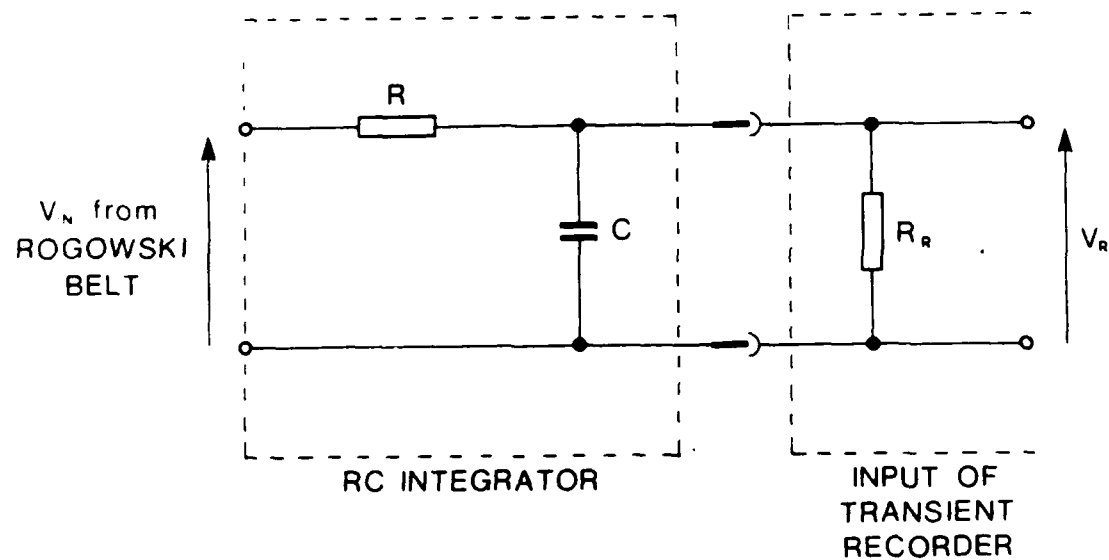 R
V_N from
ROGOWSKI
BELT
C
R_R
V_R
RC INTEGRATOR
INPUT OF
TRANSIENT
RECORDER